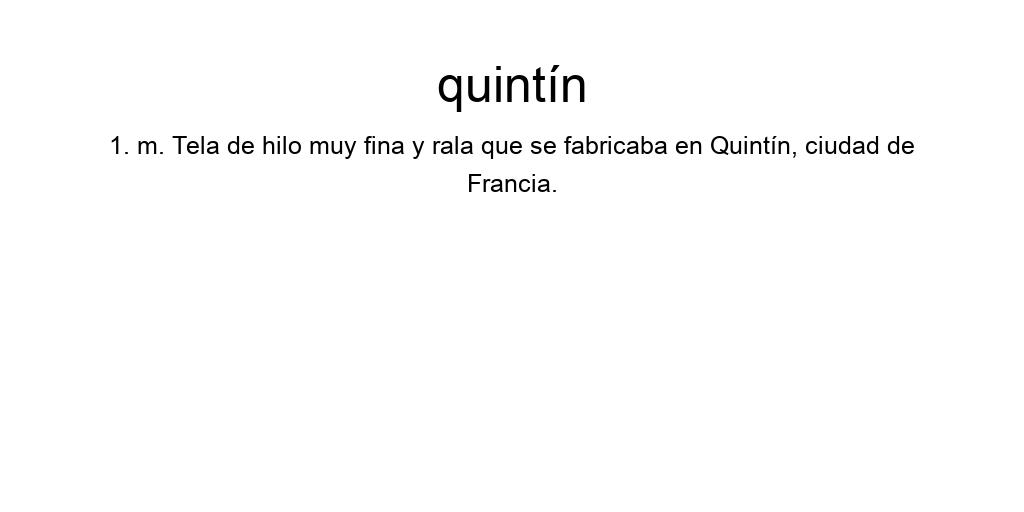 quintín
1. m. Tela de hilo muy fina y rala que se fabricaba en Quintín, ciudad de
Francia.